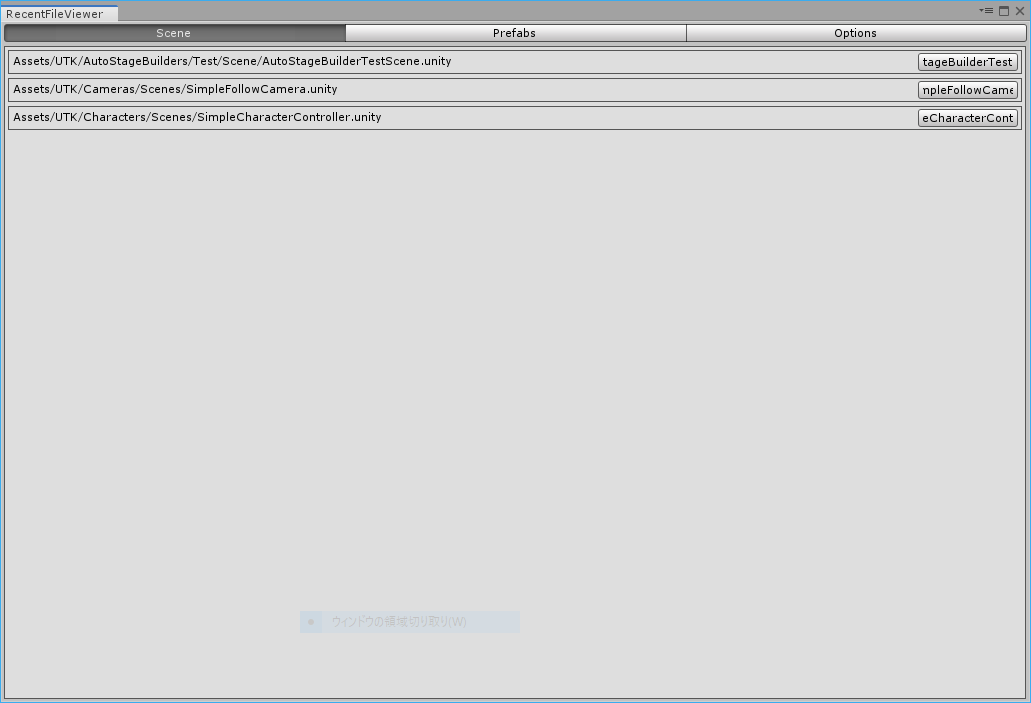 RecentFileViewer
Scene
Prefabs
Options
Assets/UTK/AutoStageBuilders/Test/Scene/AutoStageBuilderTestScene.unity
tageBuilderTest
Assets/UTK/Cameras/Scenes/SimpleFollowCamera.unity
npleFollowCame
Assets/UTK/Characters/Scenes/SimpleCharacterController.unity
eCharacterCont
ウィンドウの領域切り取り(W)